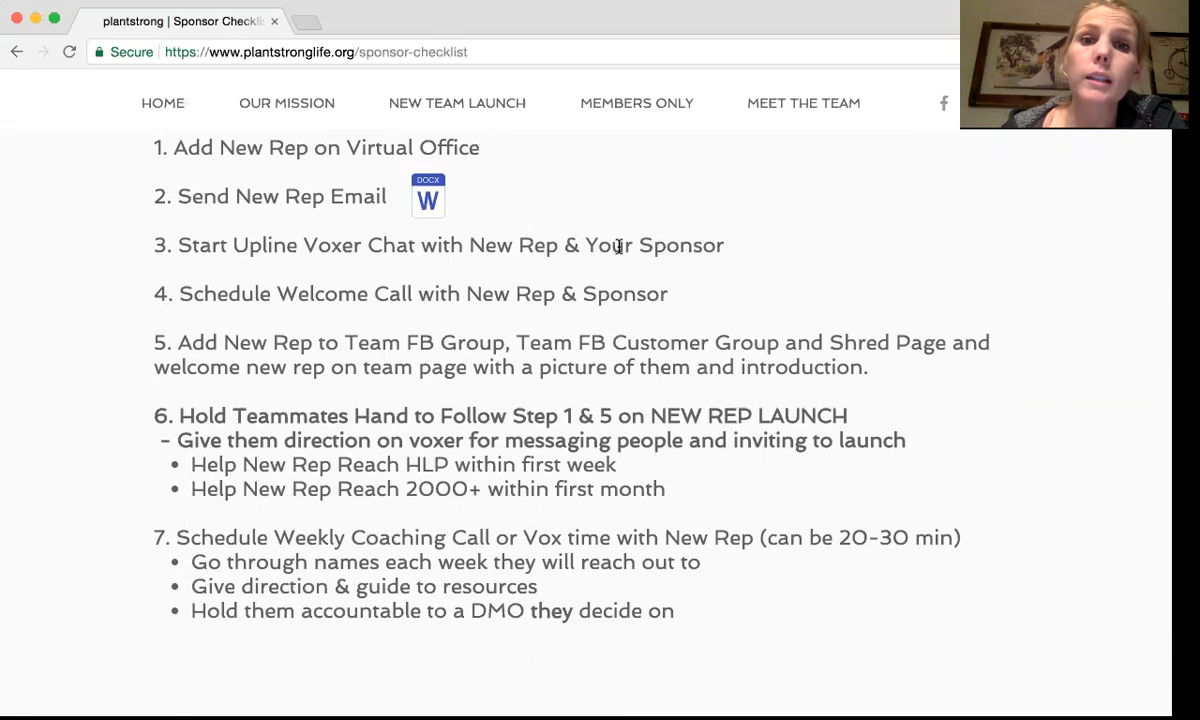 plantstrong | Sponsor Checkli
Secure https://www.plantstronglife.org/sponsor-checklist
HOME OUR MISSION NEW TEAM LAUNCH MEMBERS ONLY MEET THE TEAM f
1. Add New Rep on Virtual Office
2. Send New Rep Email DOCX W
3. Start Upline Voxer Chat with New Rep & Your Sponsor
4. Schedule Welcome Call with New Rep & Sponsor
5. Add New Rep to Team FB Group, Team FB Customer Group and Shred Page and
welcome new rep on team page with a picture of them and introduction.
6. Hold Teammates Hand to Follow Step 1 & 5 on NEW REP LAUNCH
- Give them direction on voxer for messaging people and inviting to launch
• Help New Rep Reach HLP within first week
• Help New Rep Reach 2000+ within first month
7. Schedule Weekly Coaching Call or Vox time with New Rep (can be 20-30 min)
• Go through names each week they will reach out to
• Give direction & guide to resources
• Hold them accountable to a DMO they decide on